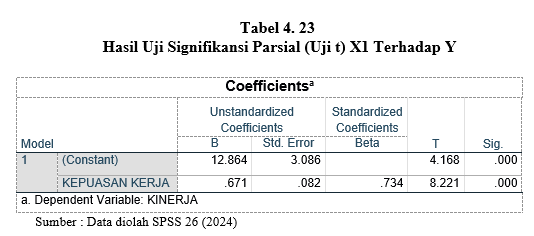 Tabel 4. 23
Hasil Uji Signifikansi Parsial (Uji t) X1 Terhadap Y
Coefficientsᵃ
Unstandardized Coefficients Standardized Coefficients
Model B Std. Error Beta T Sig.
1 (Constant) 12.864 3.086 4.168 .000
KEPUASAN KERJA .671 .082 .734 8.221 .000
a. Dependent Variable: KINERJA
Sumber : Data diolah SPSS 26 (2024)